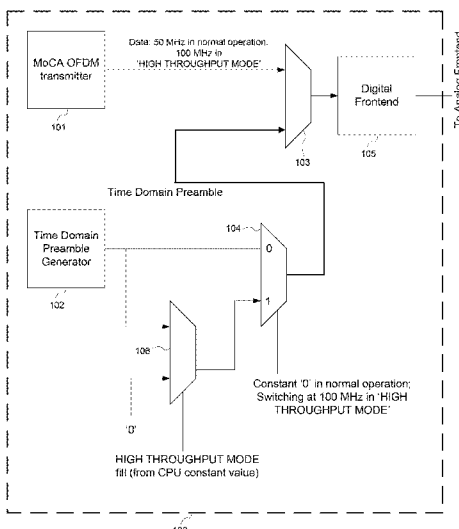 Data: 50 MHz in normal operation.
100 MHz in
'HIGH THROUGHPUT MODE'
MoCA OFDM
transmitter
101
103
Digital
Frontend
105
To Analog Frontend
Time Domain Preamble
104
Time Domain
Preamble
Generator
102
0
1
106
'0'
Constant '0' in normal operation;
Switching at 100 MHz in 'HIGH
THROUGHPUT MODE'
HIGH THROUGHPUT MODE
fill (from CPU constant value)